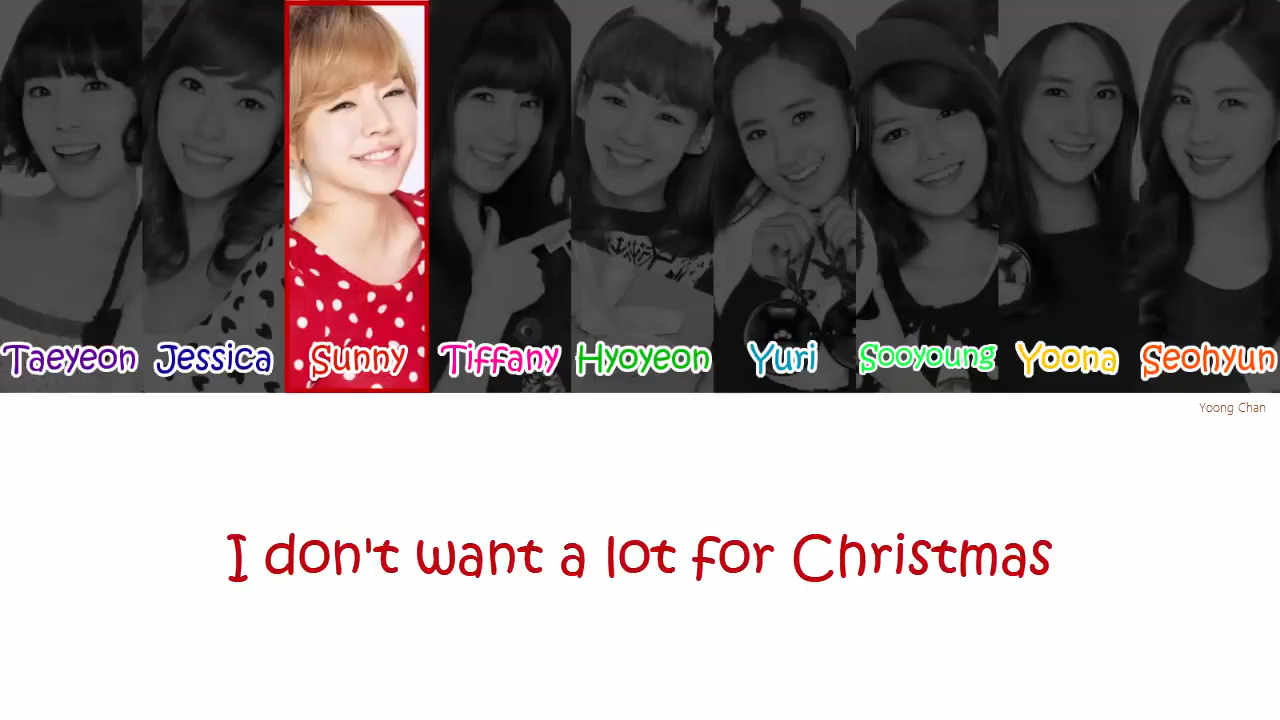 Taeyeon Jessica Sunny Tiffany Hyoyeon Yuri Sooyoung Yoona Seohyun
Yoong Chan
I don't want a lot for Christmas